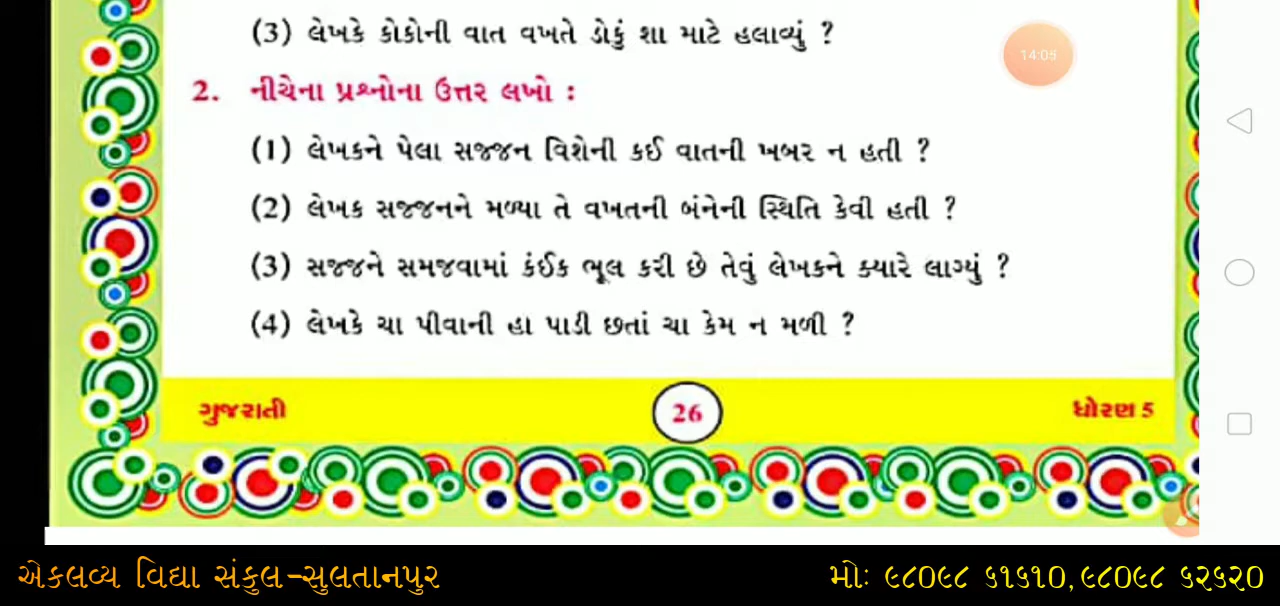 (3) લેખકે કોકોની વાત વખતે ડોકું શા માટે હલાવ્યું ?
14:05
2. નીચેના પ્રશ્નોના ઉત્તર લખો :
(1) લેખકને પેલા સજ્જન વિશેની કઈ વાતની ખબર ન હતી ?
(2) લેખક સજ્જનને મળ્યા તે વખતની બંનેની સ્થિતિ કેવી હતી ?
(3) સજ્જને સમજવામાં કંઈક ભૂલ કરી છે તેવું લેખકને ક્યારે લાગ્યું ?
(4) લેખકે ચા પીવાની હા પાડી છતાં ચા કેમ ન મળી ?
ગુજરાતી 26 ધોરણ 5
એકલવ્ય વિદ્યા સંકુલ-સુલતાનપુર મોઃ ૯૮૦૯૮ ૬૧૬૧૦,૯૮૦૯૮ ૬૨૬૨૦